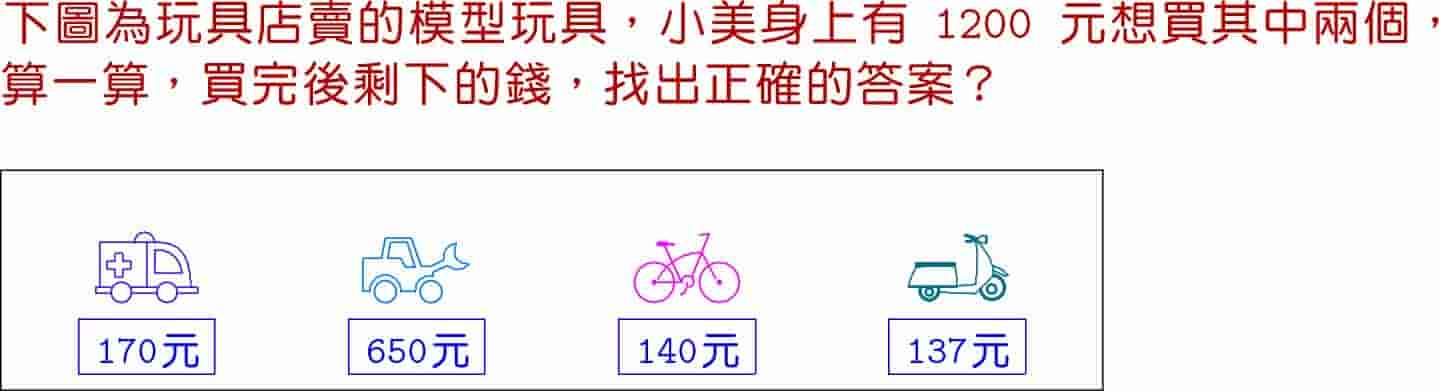 下圖為玩具店賣的模型玩具，小美身上有 1200 元想買其中兩個，
算一算，買完後剩下的錢，找出正確的答案？
170元 650元 140元 137元